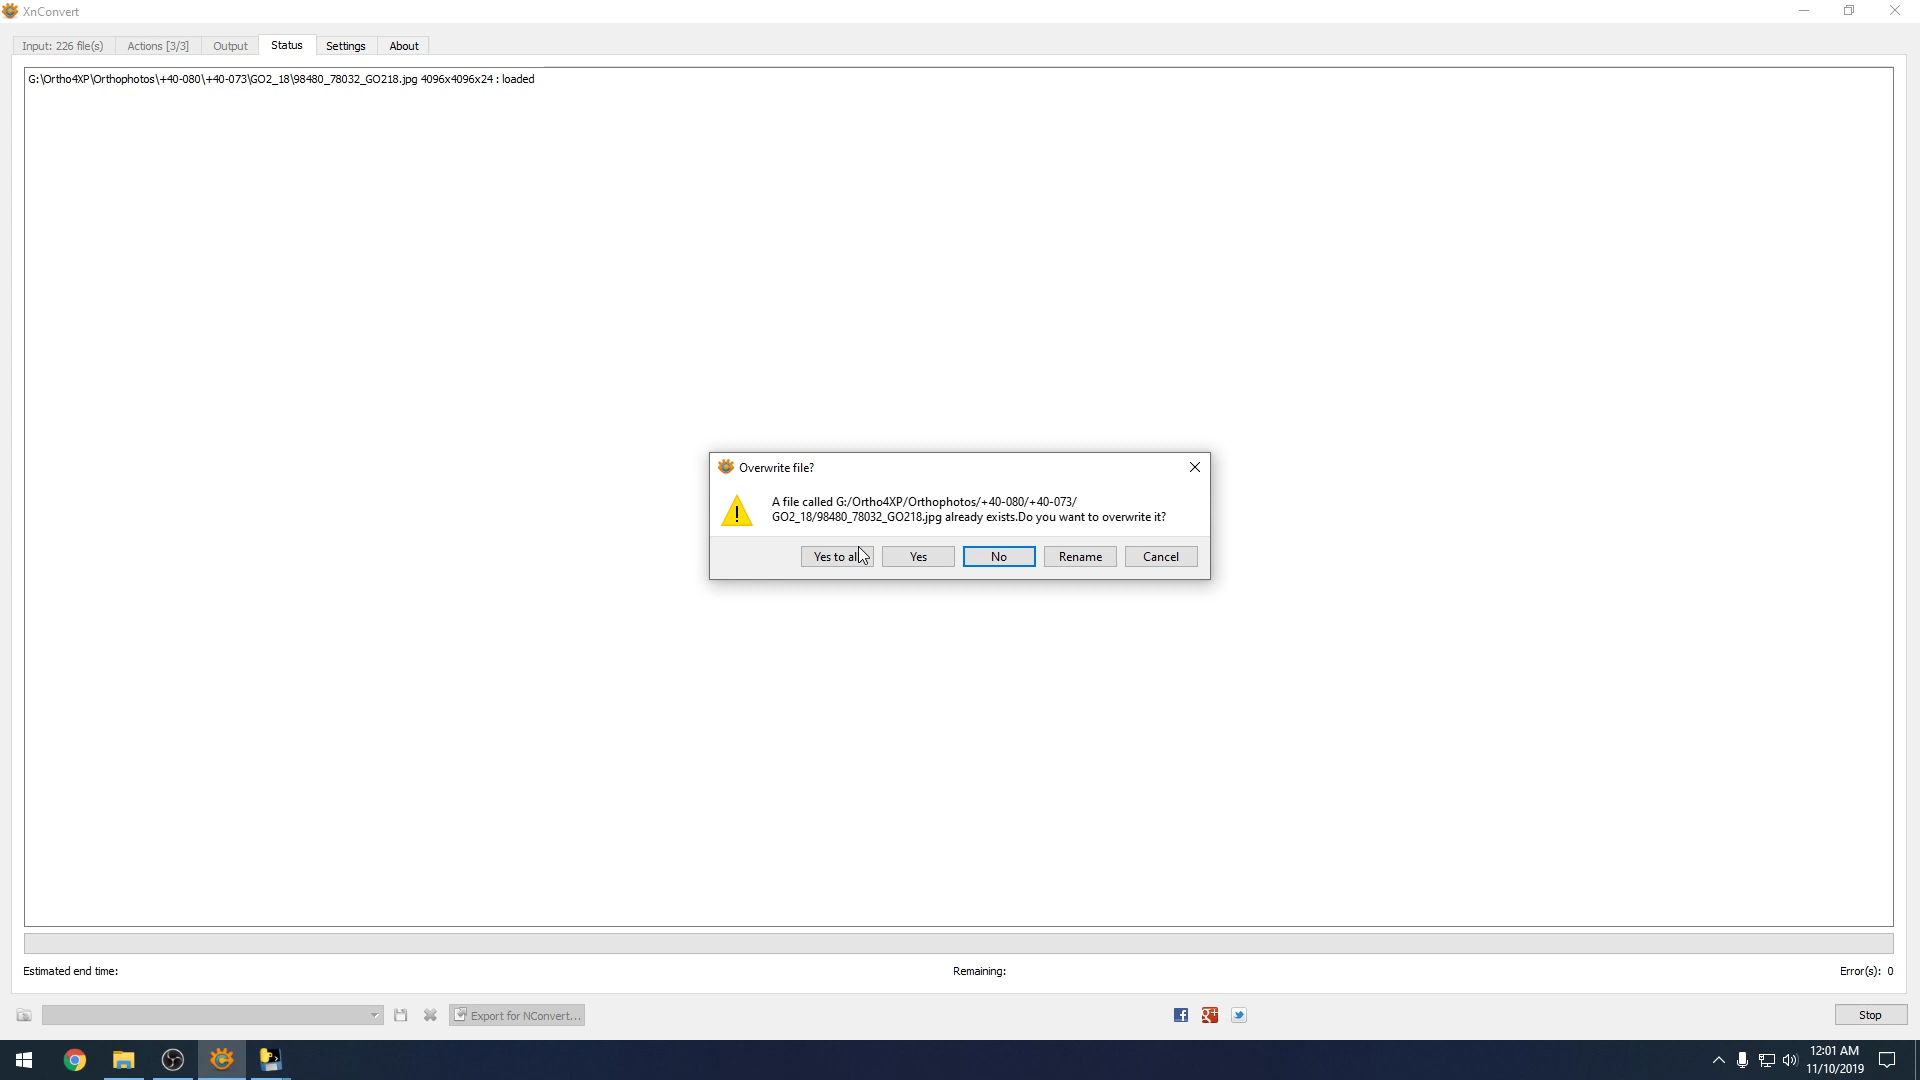 XnConvert
Input: 226 file(s) Actions [3/3] Output Status Settings About
G:\Ortho4XP\Orthophotos\+40-080\+40-073\GO2_18\98480_78032_GO218.jpg 4096x4096x24 : loaded
Overwrite file?
A file called G:/Ortho4XP/Orthophotos/+40-080/+40-073/
GO2_18/98480_78032_GO218.jpg already exists.Do you want to overwrite it?
Yes to all Yes No Rename Cancel
Estimated end time: Remaining: Error(s): 0
Export for NConvert... Stop
12:01 AM
11/10/2019